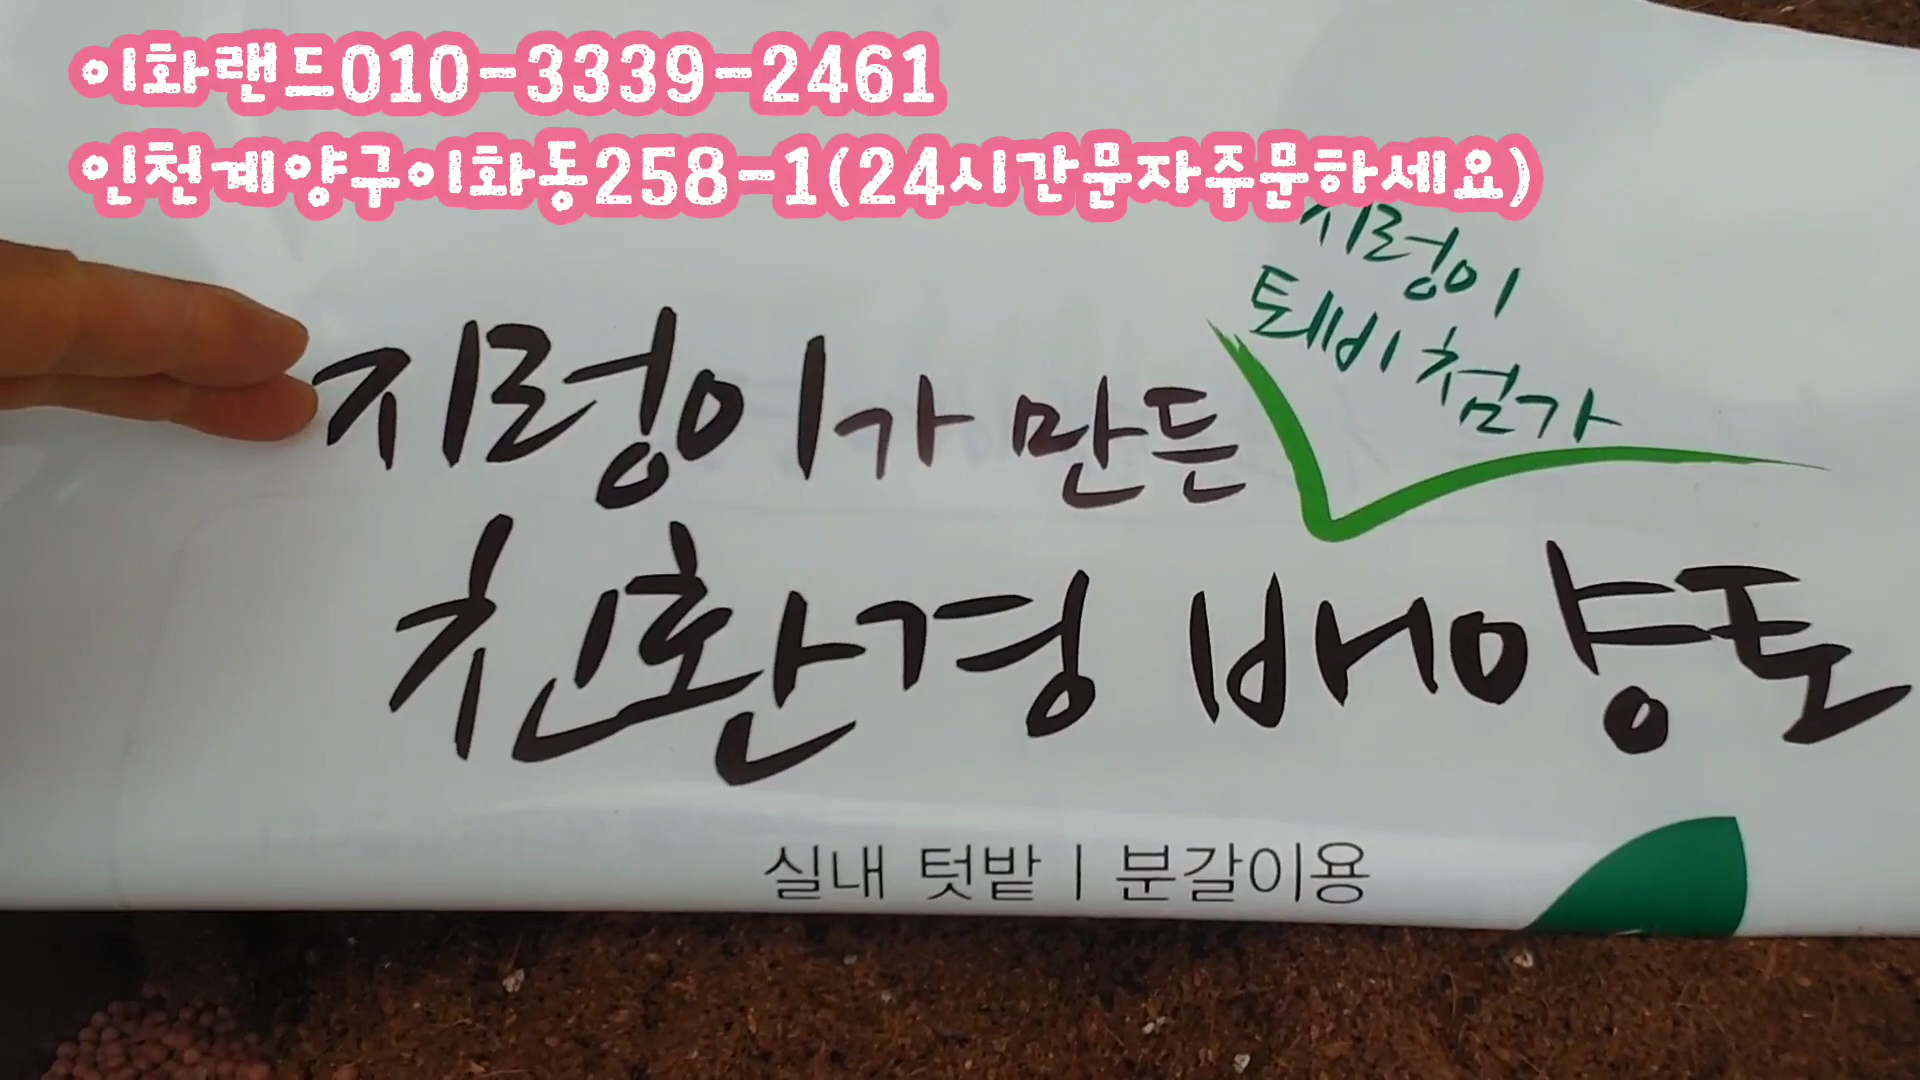 이화랜드010-3339-2461
인천계양구이화동258-1(24시간문자주문하세요)
지렁이
퇴비 첨가
지렁이가 만든
친환경 배양토
실내 텃밭 | 분갈이용